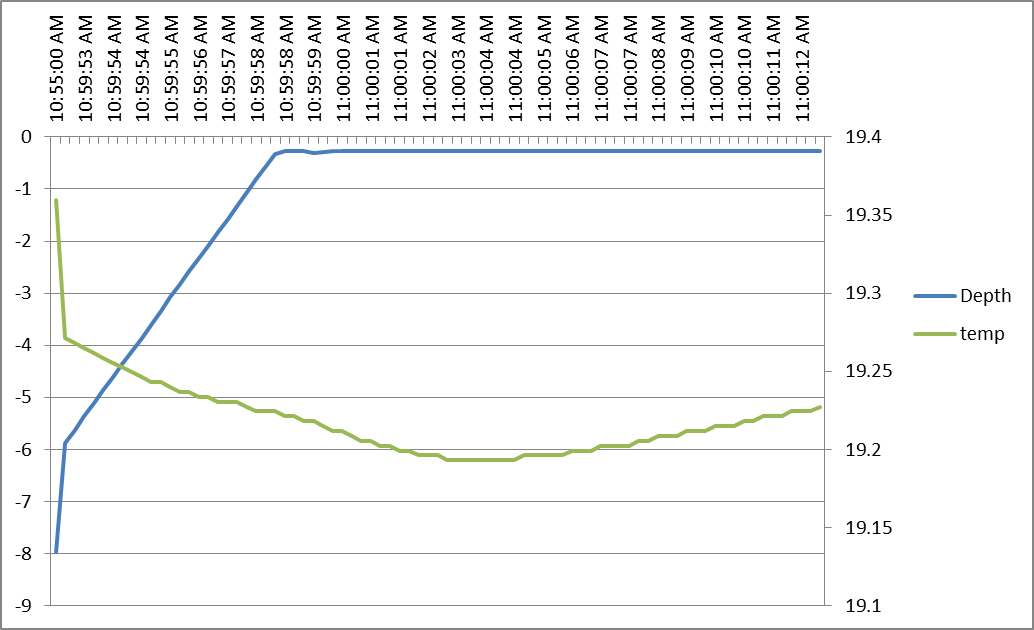 10:55:00 AM
10:59:53 AM
10:59:54 AM
10:59:54 AM
10:59:55 AM
10:59:56 AM
10:59:57 AM
10:59:58 AM
10:59:58 AM
10:59:59 AM
11:00:00 AM
11:00:01 AM
11:00:01 AM
11:00:02 AM
11:00:03 AM
11:00:04 AM
11:00:04 AM
11:00:05 AM
11:00:06 AM
11:00:07 AM
11:00:07 AM
11:00:08 AM
11:00:09 AM
11:00:10 AM
11:00:10 AM
11:00:11 AM
11:00:12 AM
0
-1
-2
-3
-4
-5
-6
-7
-8
-9
19.4
19.35
19.3
19.25
19.2
19.15
19.1
Depth
temp